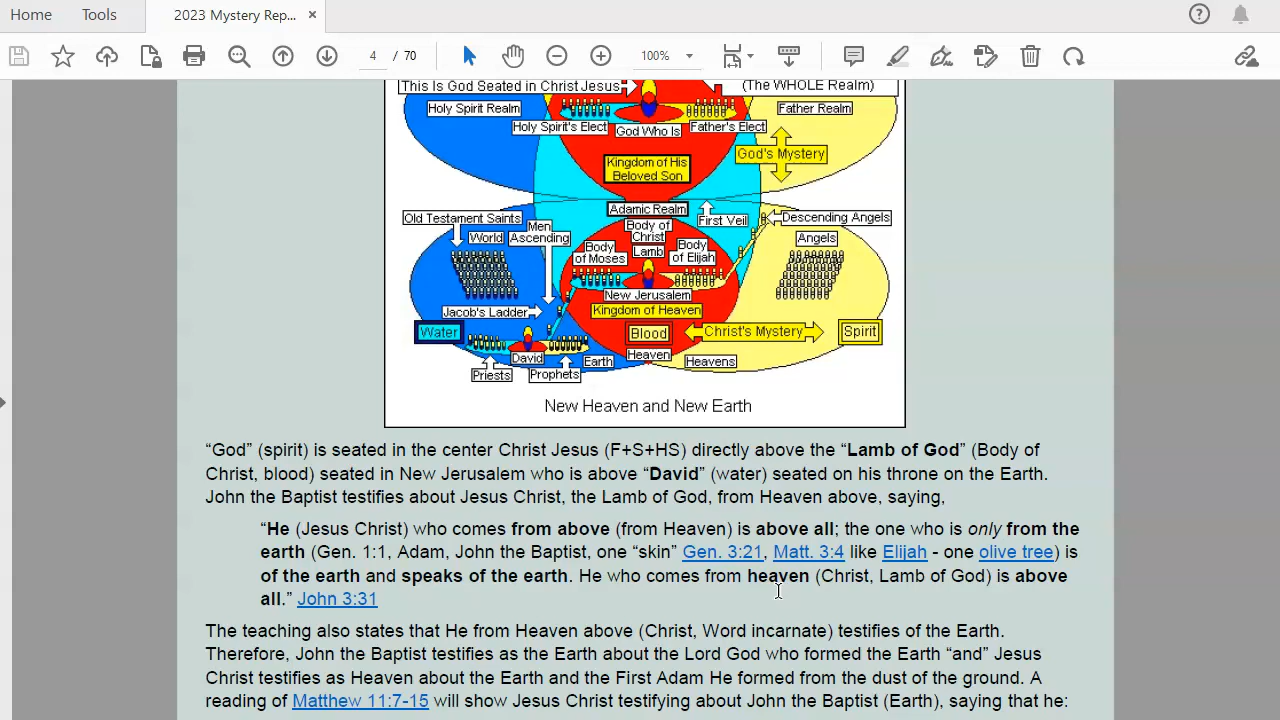 Home Tools 2023 Mystery Rep... ×
4 / 70 100%
This Is God Seated in Christ Jesus (The WHOLE Realm)
Holy Spirit Realm Father Realm
Holy Spirit's Elect God Who Is Father's Elect
Kingdom of His
Beloved Son
God's Mystery
Adamic Realm
Old Testament Saints First Veil Descending Angels
World Men
Ascending
Body of
Christ
Lamb
Angels
Body
of Moses
Body
of Elijah
New Jerusalem
Jacob's Ladder Kingdom of Heaven
Water Blood Christ's Mystery Spirit
David Earth Heaven Heavens
Priests Prophets
New Heaven and New Earth
“God” (spirit) is seated in the center Christ Jesus (F+S+HS) directly above the “Lamb of God” (Body of
Christ, blood) seated in New Jerusalem who is above “David” (water) seated on his throne on the Earth.
John the Baptist testifies about Jesus Christ, the Lamb of God, from Heaven above, saying,
“He (Jesus Christ) who comes from above (from Heaven) is above all; the one who is only from the
earth (Gen. 1:1, Adam, John the Baptist, one “skin” Gen. 3:21, Matt. 3:4 like Elijah - one olive tree) is
of the earth and speaks of the earth. He who comes from heaven (Christ, Lamb of God) is above
all.” John 3:31
The teaching also states that He from Heaven above (Christ, Word incarnate) testifies of the Earth.
Therefore, John the Baptist testifies as the Earth about the Lord God who formed the Earth “and” Jesus
Christ testifies as Heaven about the Earth and the First Adam He formed from the dust of the ground. A
reading of Matthew 11:7-15 will show Jesus Christ testifying about John the Baptist (Earth), saying that he: